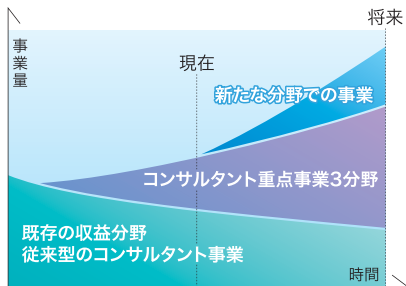 将来
事業量
現在
新たな分野での事業
コンサルタント重点事業3分野
既存の収益分野
従来型のコンサルタント事業
時間